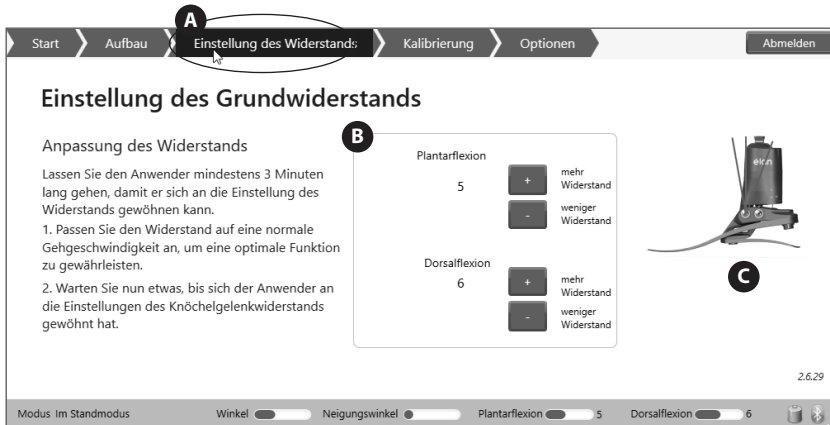 A
Start Aufbau Einstellung des Widerstands Kalibrierung Optionen Abmelden
Einstellung des Grundwiderstands
Anpassung des Widerstands
Lassen Sie den Anwender mindestens 3 Minuten
lang gehen, damit er sich an die Einstellung des
Widerstands gewöhnen kann.
1. Passen Sie den Widerstand auf eine normale
Gehgeschwindigkeit an, um eine optimale Funktion
zu gewährleisten.
2. Warten Sie nun etwas, bis sich der Anwender an
die Einstellungen des Knöchelgelenkwiderstands
gewöhnt hat.
B
Plantarflexion
5
+
mehr
Widerstand
-
weniger
Widerstand
Dorsalflexion
6
+
mehr
Widerstand
-
weniger
Widerstand
élan
C
2.6.29
Modus Im Standmodus Winkel Neigungswinkel Plantarflexion 5 Dorsalflexion 6